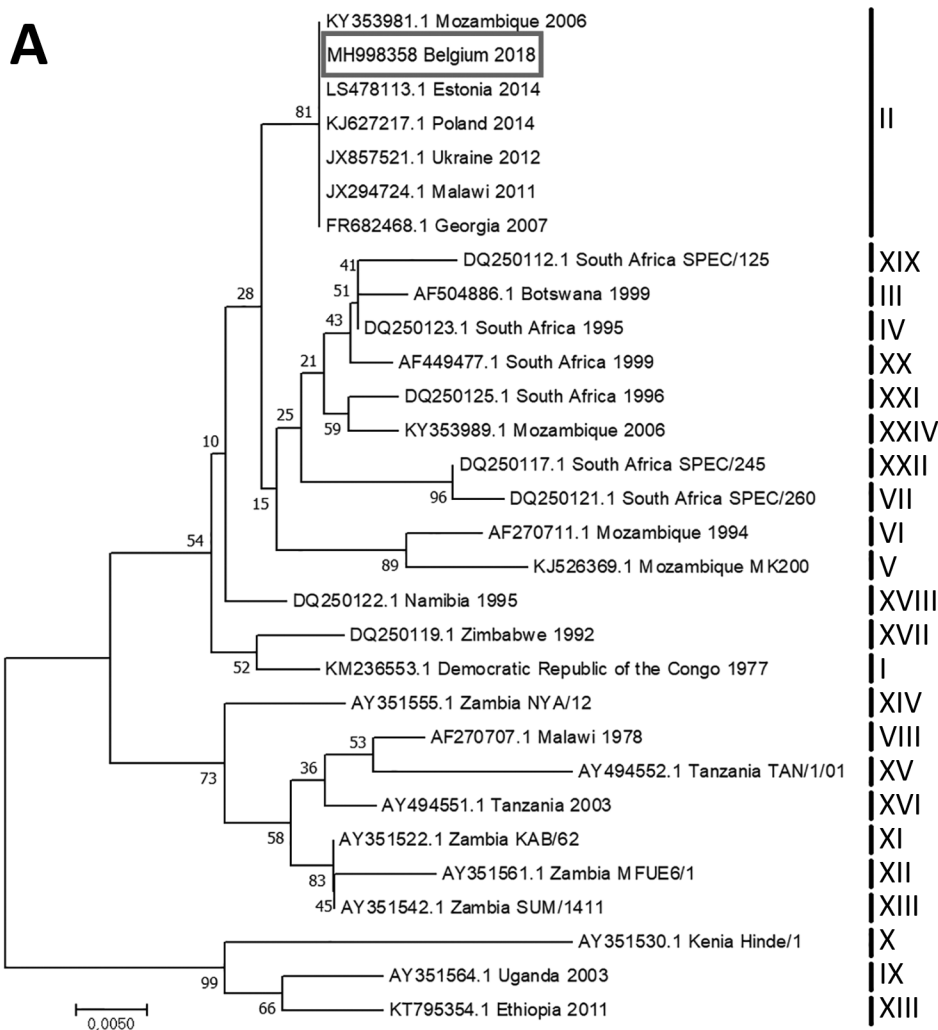 A
KY353981.1 Mozambique 2006
MH998358 Belgium 2018
LS478113.1 Estonia 2014
81
KJ627217.1 Poland 2014
II
JX857521.1 Ukraine 2012
JX294724.1 Malawi 2011
FR682468.1 Georgia 2007
41
DQ250112.1 South Africa SPEC/125
XIX
28
51
AF504886.1 Botswana 1999
III
43
DQ250123.1 South Africa 1995
IV
21
AF449477.1 South Africa 1999
XX
DQ250125.1 South Africa 1996
XXI
25
59
KY353989.1 Mozambique 2006
XXIV
10
DQ250117.1 South Africa SPEC/245
XXII
15
96
DQ250121.1 South Africa SPEC/260
VII
54
AF270711.1 Mozambique 1994
VI
89
KJ526369.1 Mozambique MK200
V
DQ250122.1 Namibia 1995
XVIII
DQ250119.1 Zimbabwe 1992
XVII
52
KM236553.1 Democratic Republic of the Congo 1977
I
AY351555.1 Zambia NYA/12
XIV
53
AF270707.1 Malawi 1978
VIII
73
36
AY494552.1 Tanzania TAN/1/01
XV
AY494551.1 Tanzania 2003
XVI
58
AY351522.1 Zambia KAB/62
XI
83
AY351561.1 Zambia MFUE6/1
XII
45
AY351542.1 Zambia SUM/1411
XIII
AY351530.1 Kenia Hinde/1
X
99
AY351564.1 Uganda 2003
IX
66
KT795354.1 Ethiopia 2011
XIII
0,0050